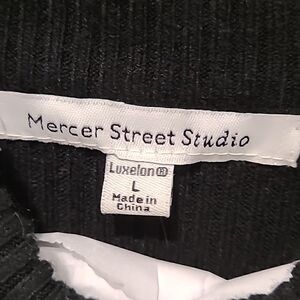 Mercer Street Studio
Luxelon®
L
Made in
China